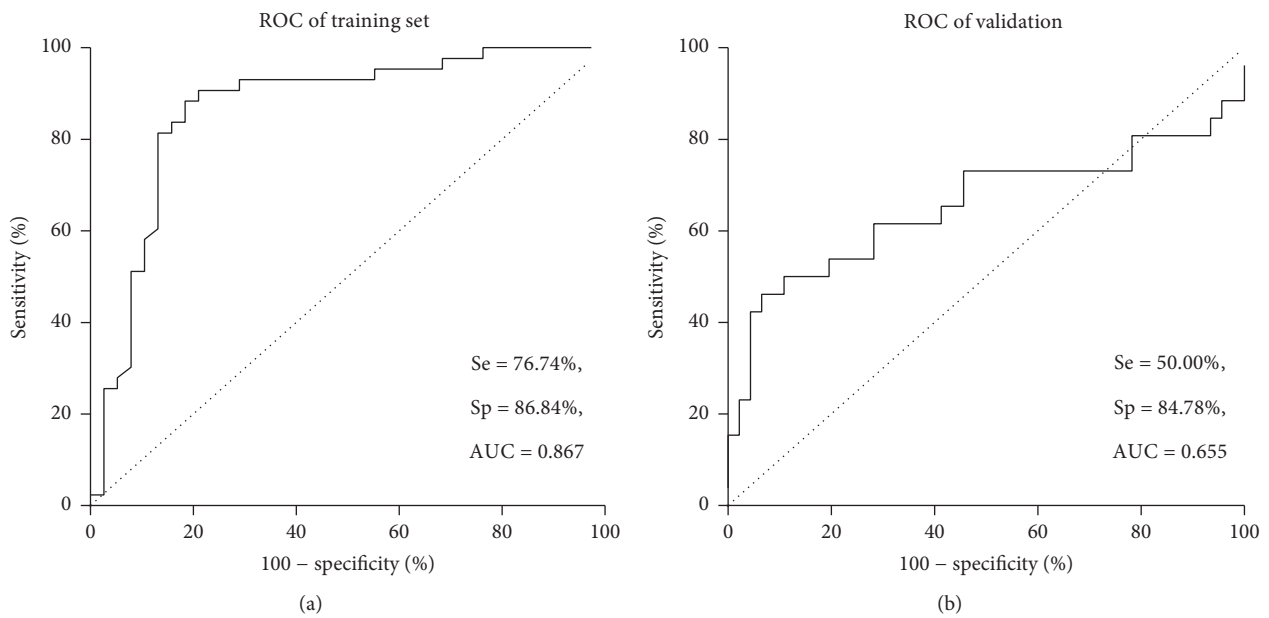 ROC of training set
100
80
60
40
20
0
Sensitivity (%)
Se = 76.74%,
Sp = 86.84%,
AUC = 0.867
0 20 40 60 80 100
100 − specificity (%)
(a)
ROC of validation
100
80
60
40
20
0
Sensitivity (%)
Se = 50.00%,
Sp = 84.78%,
AUC = 0.655
0 20 40 60 80 100
100 − specificity (%)
(b)